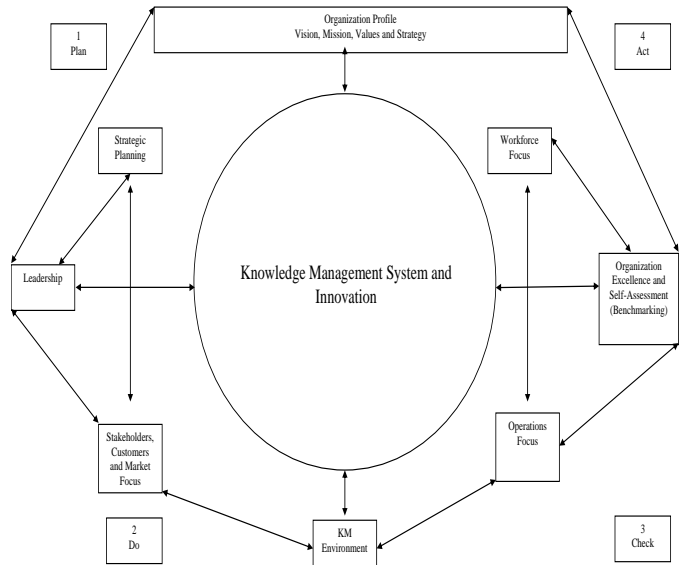 Organization Profile
Vision, Mission, Values and Strategy
1
Plan
4
Act
Strategic
Planning
Workforce
Focus
Leadership
Knowledge Management System and
Innovation
Organization
Excellence and
Self-Assessment
(Benchmarking)
Stakeholders,
Customers
and Market
Focus
Operations
Focus
2
Do
KM
Environment
3
Check